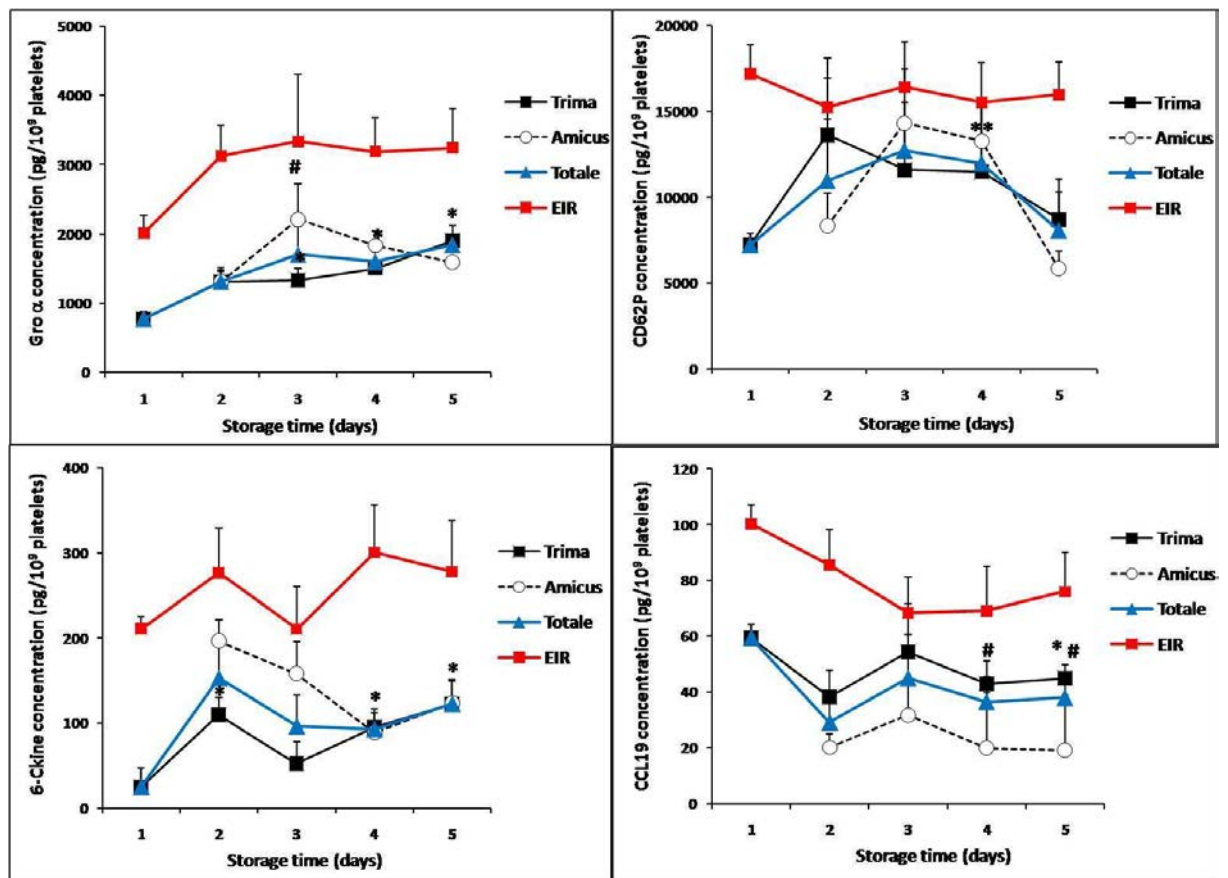 Gro α concentration (pg/10⁹ platelets)
5000
4000
3000
2000
1000
0
#
*
*
*
1 2 3 4 5
Storage time (days)
Trima
Amicus
Totale
EIR
CD62P concentration (pg/10⁹ platelets)
20000
15000
10000
5000
0
**
1 2 3 4 5
Storage time (days)
Trima
Amicus
Totale
EIR
6-Ckine concentration (pg/10⁹ platelets)
400
300
200
100
0
*
*
*
1 2 3 4 5
Storage time (days)
Trima
Amicus
Totale
EIR
CCL19 concentration (pg/10⁹ platelets)
120
100
80
60
40
20
0
#
* #
1 2 3 4 5
Storage time (days)
Trima
Amicus
Totale
EIR